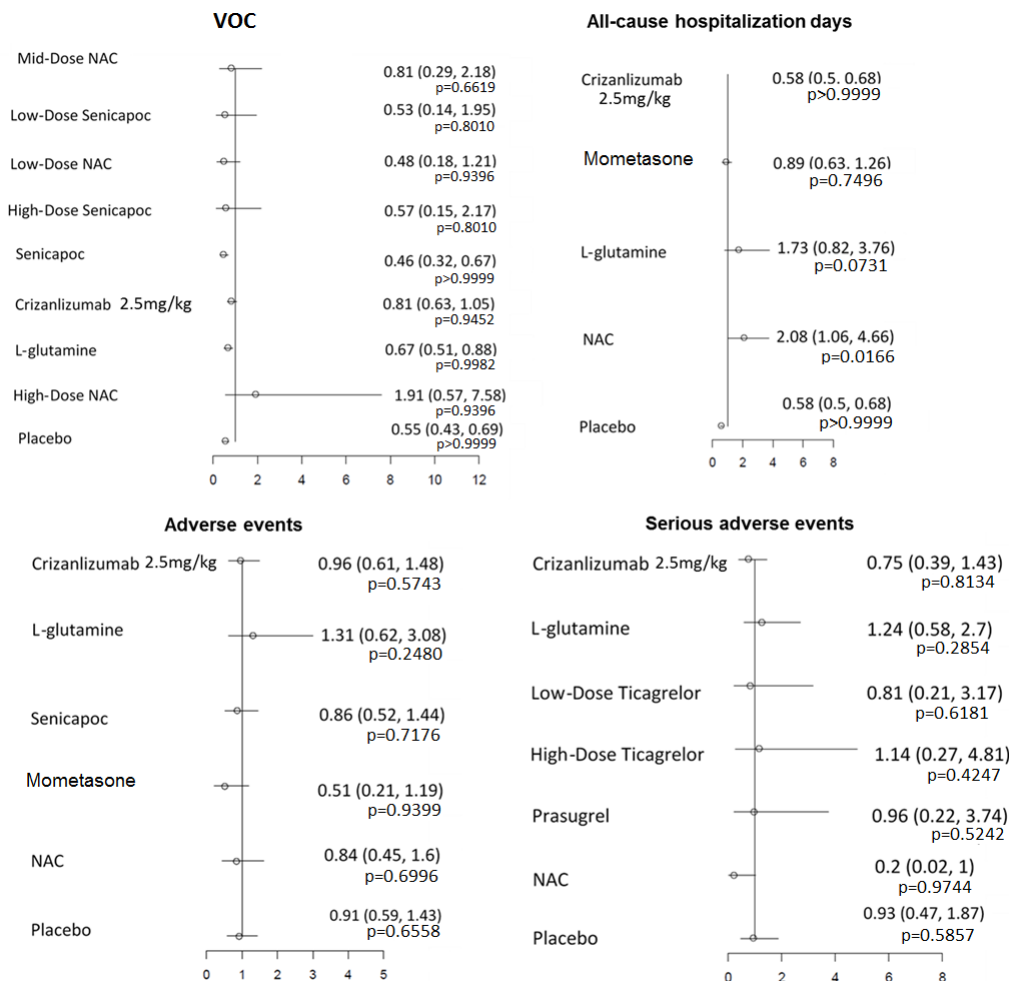 VOC
Mid-Dose NAC
0.81 (0.29, 2.18)
p=0.6619
Low-Dose Senicapoc
0.53 (0.14, 1.95)
p=0.8010
Low-Dose NAC
0.48 (0.18, 1.21)
p=0.9396
High-Dose Senicapoc
0.57 (0.15, 2.17)
p=0.8010
Senicapoc
0.46 (0.32, 0.67)
p>0.9999
Crizanlizumab 2.5mg/kg
0.81 (0.63, 1.05)
p=0.9452
L-glutamine
0.67 (0.51, 0.88)
p=0.9982
High-Dose NAC
1.91 (0.57, 7.58)
p=0.9396
Placebo
0.55 (0.43, 0.69)
p>0.9999
0 2 4 6 8 10 12
All-cause hospitalization days
Crizanlizumab
2.5mg/kg
0.58 (0.5. 0.68)
p>0.9999
Mometasone
0.89 (0.63. 1.26)
p=0.7496
L-glutamine
1.73 (0.82, 3.76)
p=0.0731
NAC
2.08 (1.06, 4.66)
p=0.0166
Placebo
0.58 (0.5, 0.68)
p>0.9999
0 2 4 6 8
Adverse events
Crizanlizumab 2.5mg/kg
0.96 (0.61, 1.48)
p=0.5743
L-glutamine
1.31 (0.62, 3.08)
p=0.2480
Senicapoc
0.86 (0.52, 1.44)
p=0.7176
Mometasone
0.51 (0.21, 1.19)
p=0.9399
NAC
0.84 (0.45, 1.6)
p=0.6996
Placebo
0.91 (0.59, 1.43)
p=0.6558
0 1 2 3 4 5
Serious adverse events
Crizanlizumab 2.5mg/kg
0.75 (0.39, 1.43)
p=0.8134
L-glutamine
1.24 (0.58, 2.7)
p=0.2854
Low-Dose Ticagrelor
0.81 (0.21, 3.17)
p=0.6181
High-Dose Ticagrelor
1.14 (0.27, 4.81)
p=0.4247
Prasugrel
0.96 (0.22, 3.74)
p=0.5242
NAC
0.2 (0.02, 1)
p=0.9744
Placebo
0.93 (0.47, 1.87)
p=0.5857
0 2 4 6 8